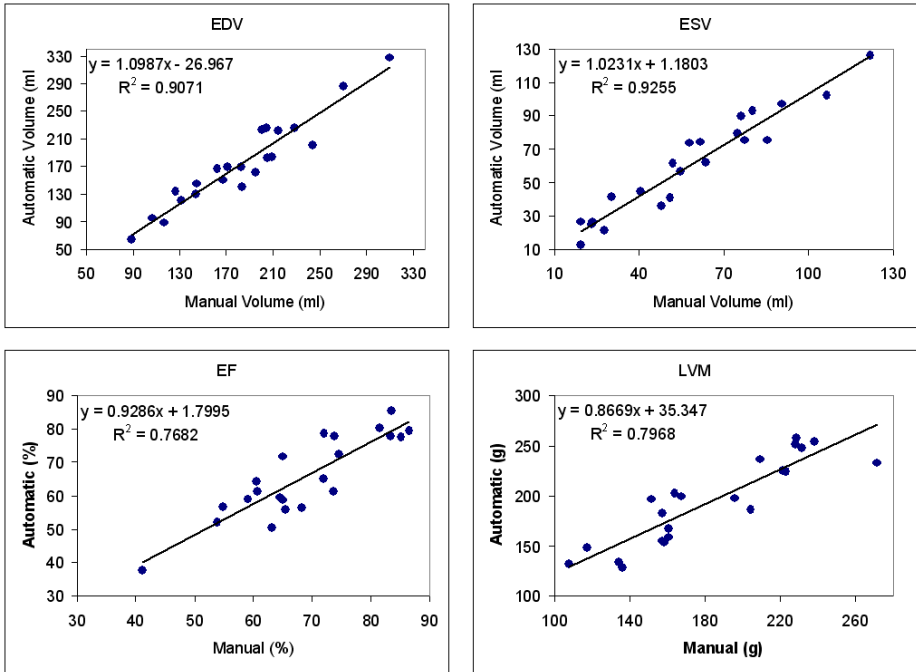 EDV
y = 1.0987x - 26.967
R² = 0.9071
Automatic Volume (ml
330
290
250
210
170
130
90
50
50 90 130 170 210 250 290 330
Manual Volume (ml)
ESV
y = 1.0231x + 1.1803
R² = 0.9255
Automatic Volume (ml
130
110
90
70
50
30
10
10 40 70 100 130
Manual Volume (ml)
EF
y = 0.9286x + 1.7995
R² = 0.7682
Automatic (%)
90
80
70
60
50
40
30
30 40 50 60 70 80 90
Manual (%)
LVM
y = 0.8669x + 35.347
R² = 0.7968
Automatic (g)
300
250
200
150
100
100 140 180 220 260
Manual (g)